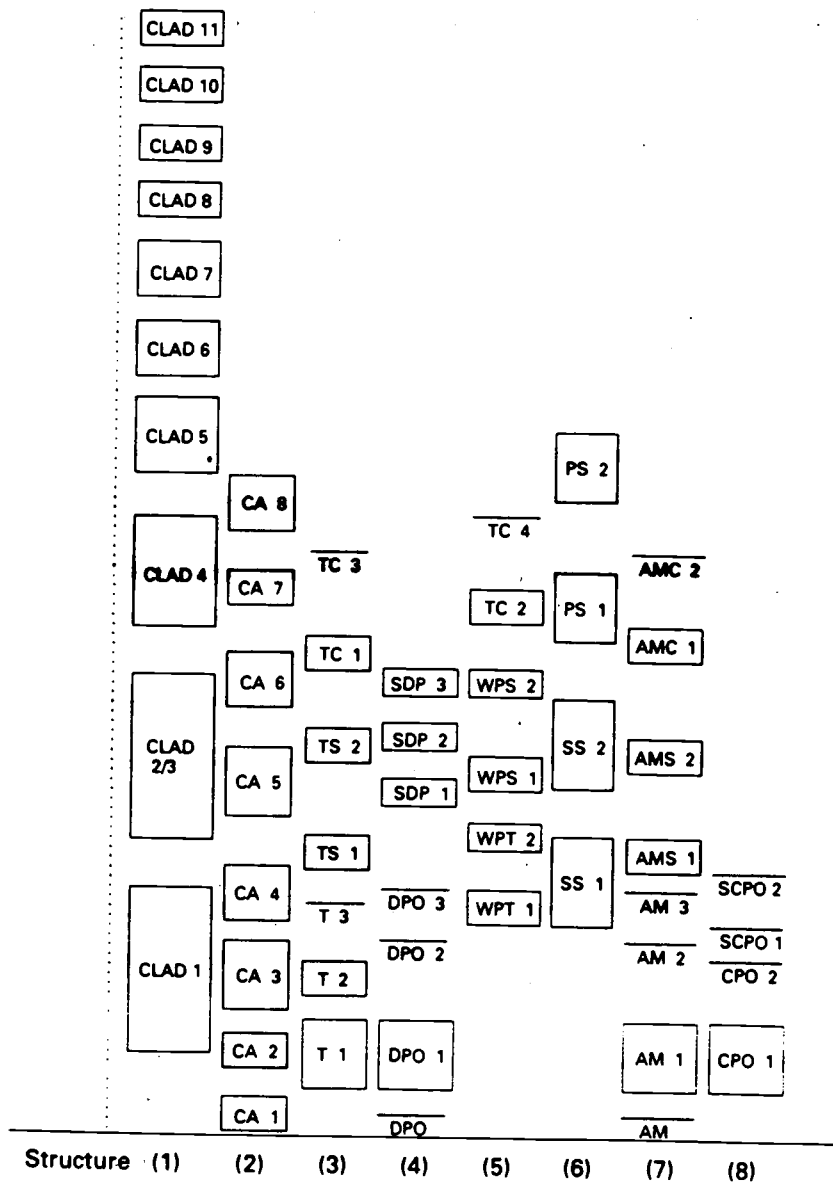 CLAD 11
CLAD 10
CLAD 9
CLAD 8
CLAD 7
CLAD 6
CLAD 5
CLAD 4
CLAD
2/3
CLAD 1
CA 8
CA 7
CA 6
CA 5
CA 4
CA 3
CA 2
CA 1
TC 3
TC 1
TS 2
TS 1
T 3
T 2
T 1
SDP 3
SDP 2
SDP 1
DPO 3
DPO 2
DPO 1
DPO
TC 4
TC 2
WPS 2
WPS 1
WPT 2
WPT 1
PS 2
PS 1
SS 2
SS 1
AMC 2
AMC 1
AMS 2
AMS 1
AM 3
AM 2
AM 1
AM
SCPO 2
SCPO 1
CPO 2
CPO 1
Structure (1) (2) (3) (4) (5) (6) (7) (8)